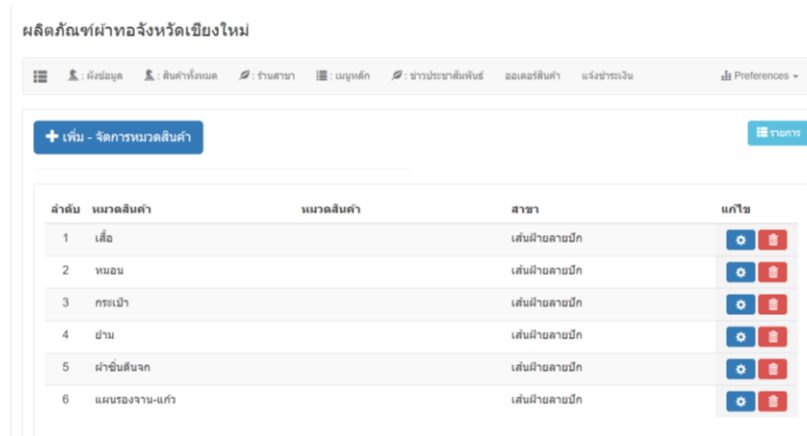 ผลิตภัณฑ์ผ้าทอจังหวัดเชียงใหม่
: ผังข้อมูล : สินค้าทั้งหมด : ร้านสาขา : เมนูหลัก : ข่าวประชาสัมพันธ์ ออเดอร์สินค้า แจ้งชำระเงิน Preferences
เพิ่ม - จัดการหมวดสินค้า รายการ
ลำดับ หมวดสินค้า หมวดสินค้า สาขา แก้ไข
1 เสื้อ เส้นฝ้ายลายปัก
2 หมอน เส้นฝ้ายลายปัก
3 กระเป๋า เส้นฝ้ายลายปัก
4 ย่าม เส้นฝ้ายลายปัก
5 ผ้าซิ่นตีนจก เส้นฝ้ายลายปัก
6 แผนรองจาน-แก้ว เส้นฝ้ายลายปัก